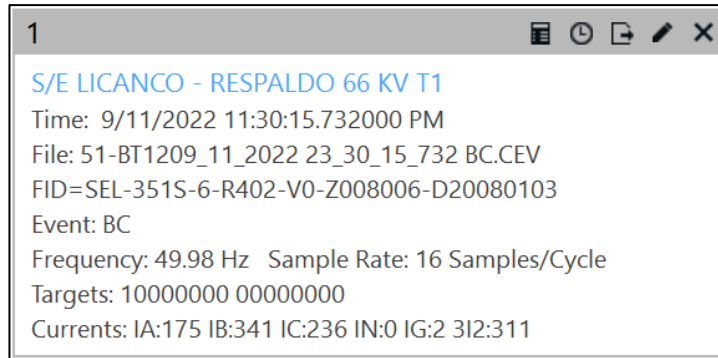 1
S/E LICANCO - RESPALDO 66 KV T1
Time:  9/11/2022 11:30:15.732000 PM
File: 51-BT1209_11_2022 23_30_15_732 BC.CEV
FID=SEL-351S-6-R402-V0-Z008006-D20080103
Event: BC
Frequency: 49.98 Hz   Sample Rate: 16 Samples/Cycle
Targets: 10000000 00000000
Currents: IA:175 IB:341 IC:236 IN:0 IG:2 3I2:311